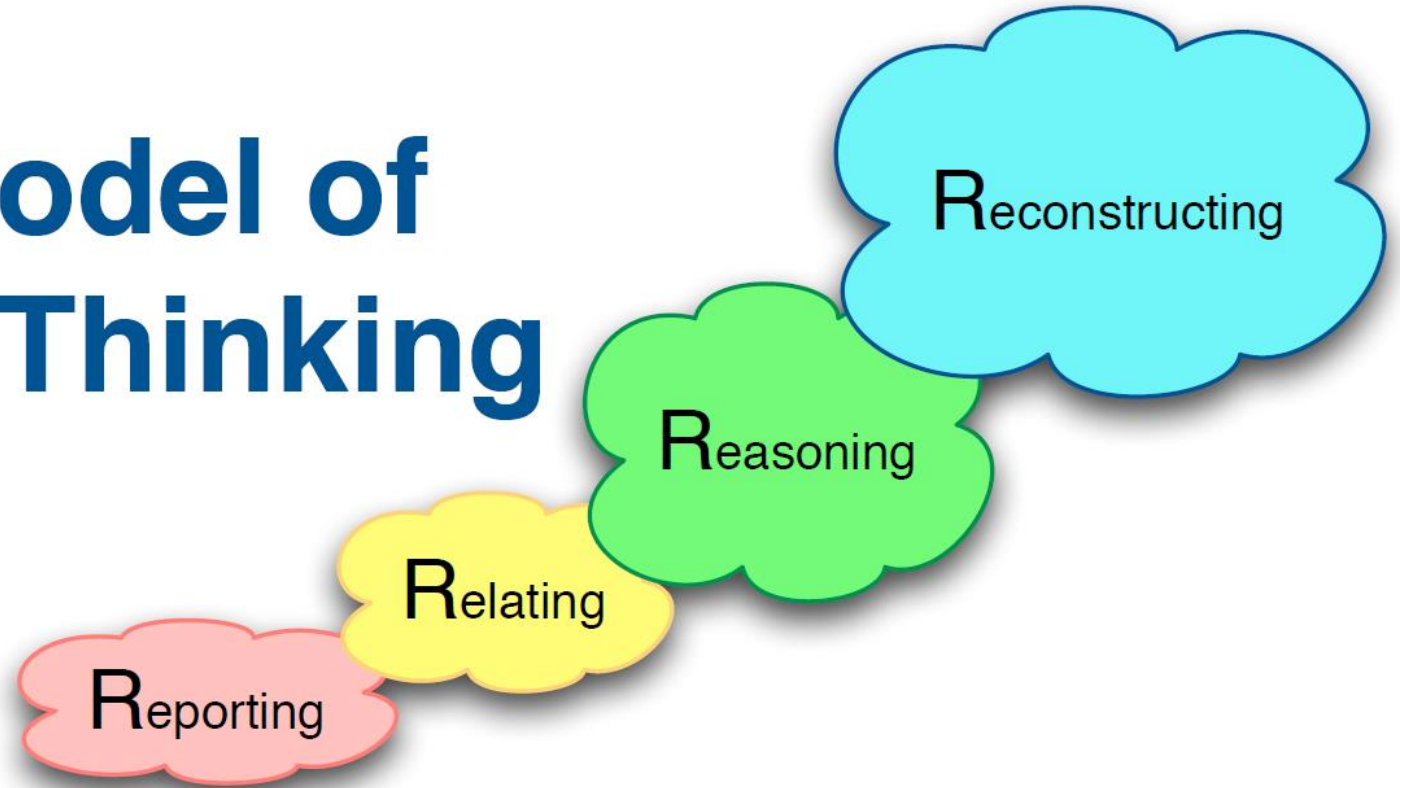 odel of
Thinking
Reconstructing
Reasoning
Relating
Reporting